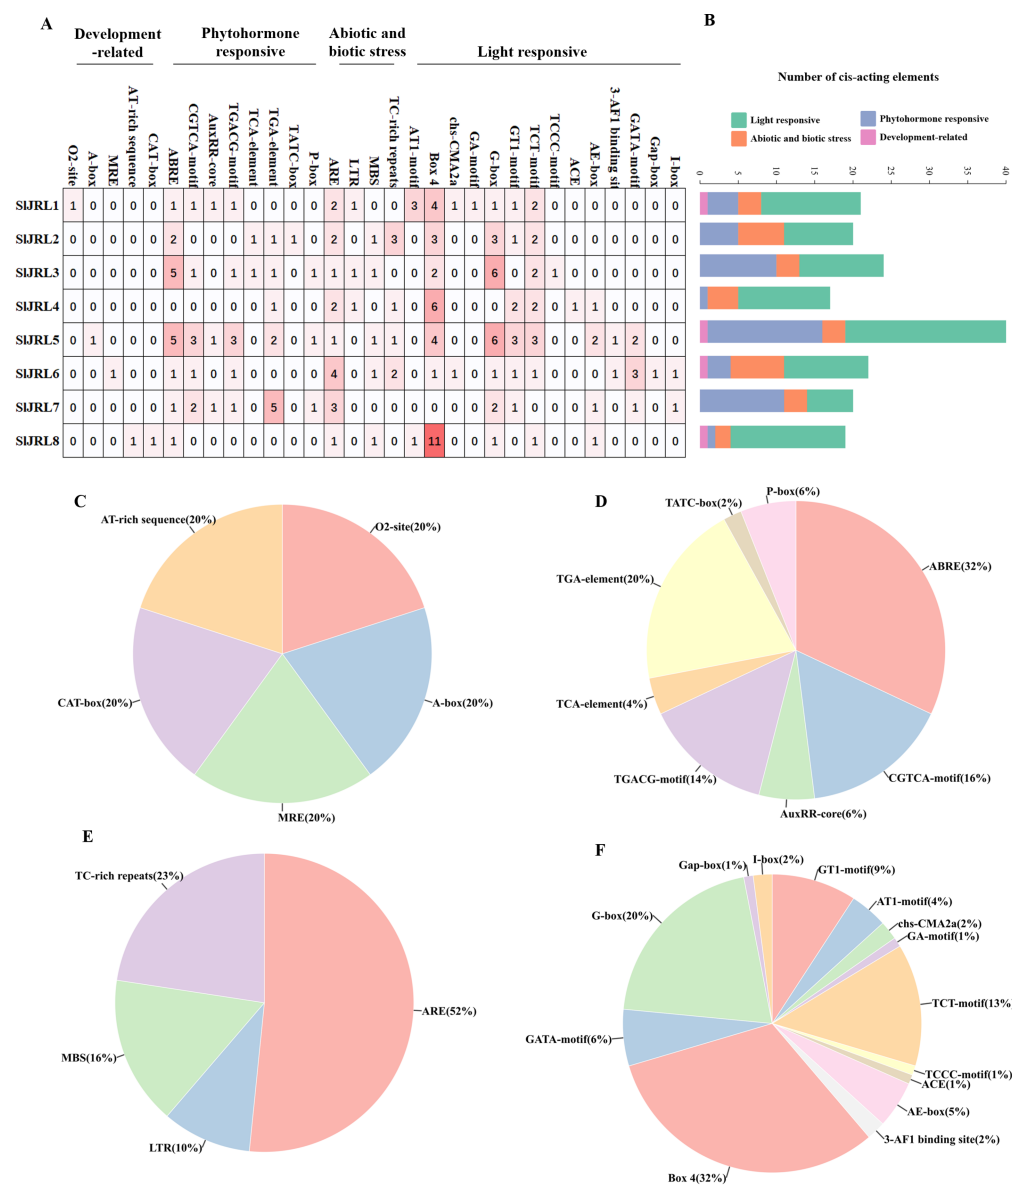 A
Development
-related
Phytohormone
responsive
Abiotic and
biotic stress
Light responsive
O2-site
A-box
MRE
AT-rich sequence
CAT-box
ABRE
CGTCA-motif
AuxRR-core
TGACG-motif
TCA-element
TGA-element
TATC-box
P-box
ARE
LTR
MBS
TC-rich repeats
AT1-motif
Box 4
chs-CMA2a
GA-motif
G-box
GT1-motif
TCT-motif
TCCC-motif
ACE
AE-box
3-AF1 binding sit
GATA-motif
Gap-box
I-box
SlJRL1 1 0 0 0 0 1 1 1 1 0 0 0 0 2 1 0 0 3 4 1 1 1 1 2 0 0 0 0 0 0 0
SlJRL2 0 0 0 0 0 2 0 0 0 1 1 1 0 2 0 1 3 0 3 0 0 3 1 2 0 0 0 0 0 0 0
SlJRL3 0 0 0 0 0 5 1 0 1 1 1 0 1 1 1 1 0 0 2 0 0 6 0 2 1 0 0 0 0 0 0
SlJRL4 0 0 0 0 0 0 0 0 0 0 1 0 0 2 1 0 1 0 6 0 0 0 2 2 0 1 1 0 0 0 0
SlJRL5 0 1 0 0 0 5 3 1 3 0 2 0 1 1 0 1 1 0 4 0 0 6 3 3 0 0 2 1 2 0 0
SlJRL6 0 0 1 0 0 1 1 0 1 0 0 0 0 4 0 1 2 0 1 1 0 1 1 1 0 0 0 1 3 1 1
SlJRL7 0 0 0 0 0 1 2 1 1 0 5 0 1 3 0 0 0 0 0 0 0 2 1 0 0 0 1 0 1 0 1
SlJRL8 0 0 0 1 1 1 0 0 0 0 0 0 0 1 0 1 0 1 11 0 0 1 0 1 0 0 1 0 0 0 0
B
Number of cis-acting elements
Light responsive
Phytohormone responsive
Abiotic and biotic stress
Development-related
0 5 10 15 20 25 30 35 40
C
AT-rich sequence(20%)
O2-site(20%)
CAT-box(20%)
A-box(20%)
MRE(20%)
D
P-box(6%)
TATC-box(2%)
ABRE(32%)
TGA-element(20%)
TCA-element(4%)
TGACG-motif(14%)
CGTCA-motif(16%)
AuxRR-core(6%)
E
TC-rich repeats(23%)
ARE(52%)
MBS(16%)
LTR(10%)
F
I-box(2%)
Gap-box(1%)
GT1-motif(9%)
AT1-motif(4%)
G-box(20%)
chs-CMA2a(2%)
GA-motif(1%)
TCT-motif(13%)
GATA-motif(6%)
TCCC-motif(1%)
ACE(1%)
AE-box(5%)
3-AF1 binding site(2%)
Box 4(32%)